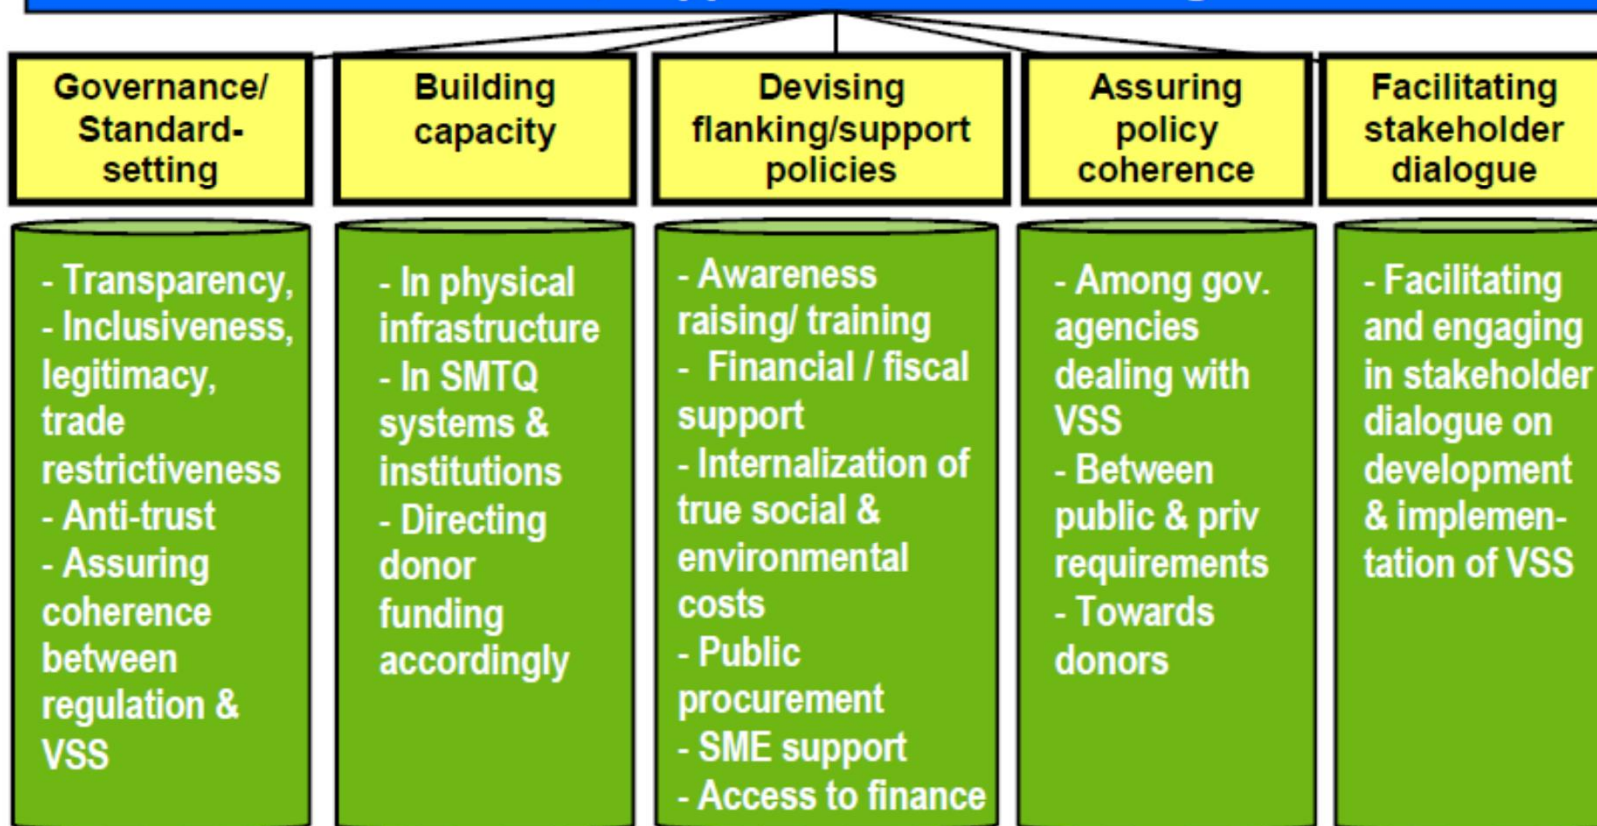 Governance/
Standard-
setting
Building
capacity
Devising
flanking/support
policies
Assuring
policy
coherence
Facilitating
stakeholder
dialogue
- Transparency,
- Inclusiveness,
legitimacy,
trade
restrictiveness
- Anti-trust
- Assuring
coherence
between
regulation &
VSS
- In physical
infrastructure
- In SMTQ
systems &
institutions
- Directing
donor
funding
accordingly
- Awareness
raising/ training
- Financial / fiscal
support
- Internalization of
true social &
environmental
costs
- Public
procurement
- SME support
- Access to finance
- Among gov.
agencies
dealing with
VSS
- Between
public & priv
requirements
- Towards
donors
- Facilitating
and engaging
in stakeholder
dialogue on
development
& implemen-
tation of VSS